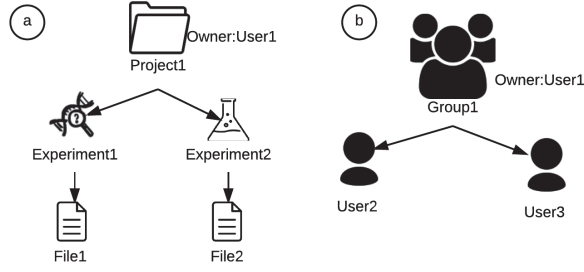 a
Owner:User1
Project1
?
Experiment1
Experiment2
File1
File2
b
Owner:User1
Group1
User2
User3